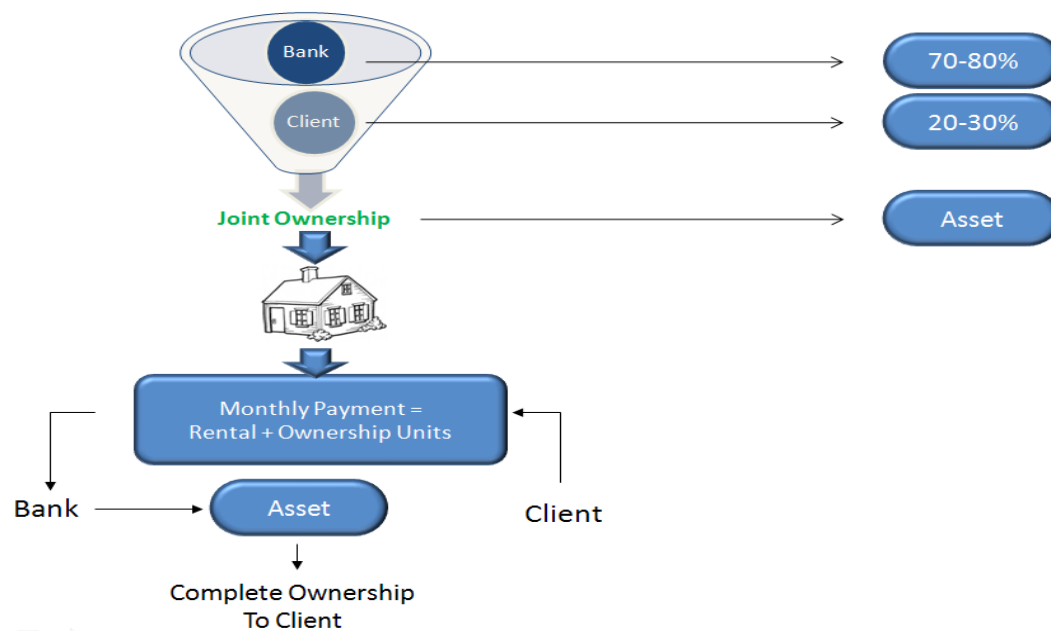 Bank
70-80%
Client
20-30%
Joint Ownership
Asset
Monthly Payment =
Rental + Ownership Units
Bank
Asset
Client
Complete Ownership
To Client